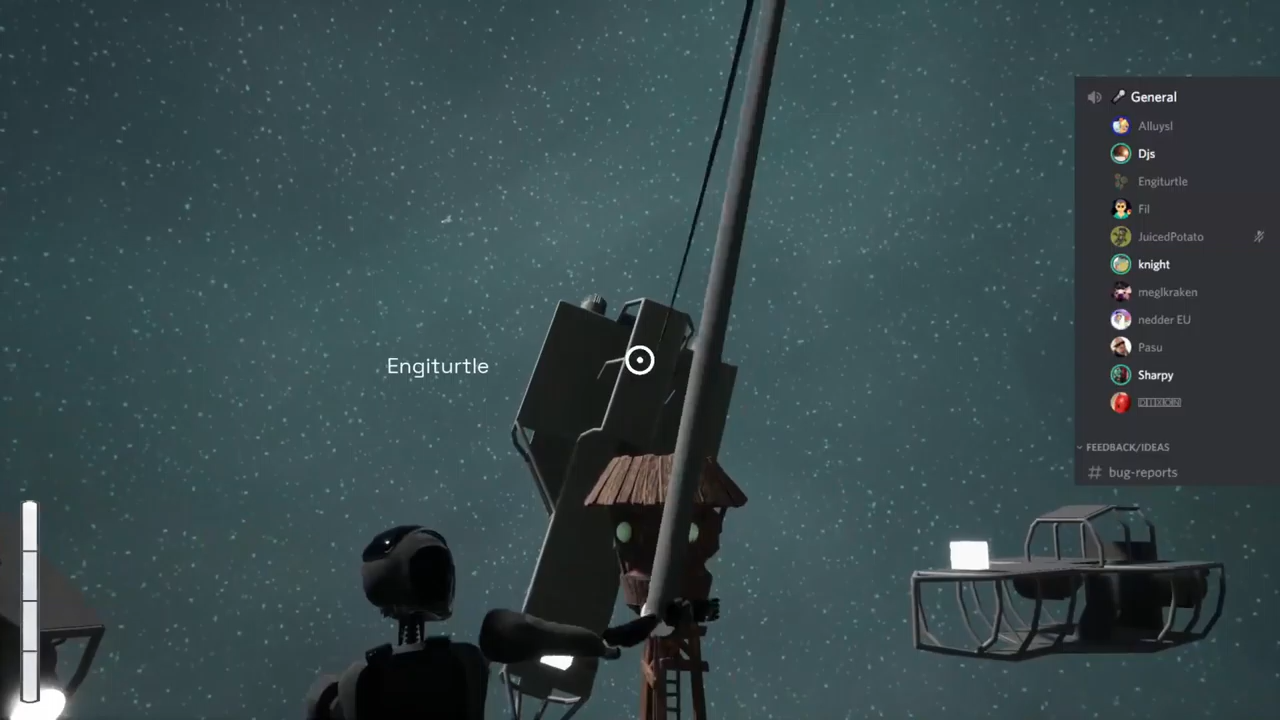 General
Alluysl
Djs
Engiturtle
Fil
Engiturtle
JuicedPotato
knight
meglkraken
nedder EU
Pasu
Sharpy
FEEDBACK/IDEAS
# bug-reports